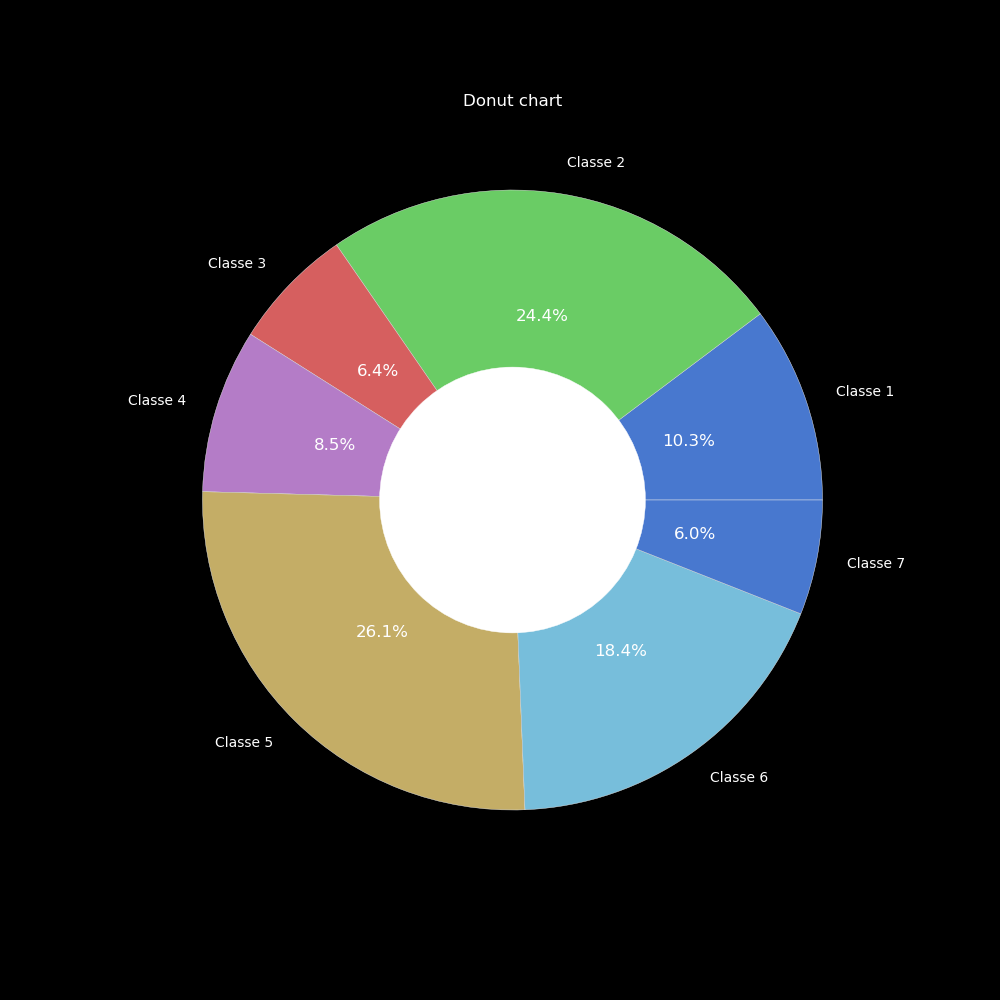 Donut chart
Classe 2
Classe 3
24.4%
6.4%
Classe 1
Classe 4
10.3%
8.5%
6.0%
Classe 7
26.1%
18.4%
Classe 5
Classe 6